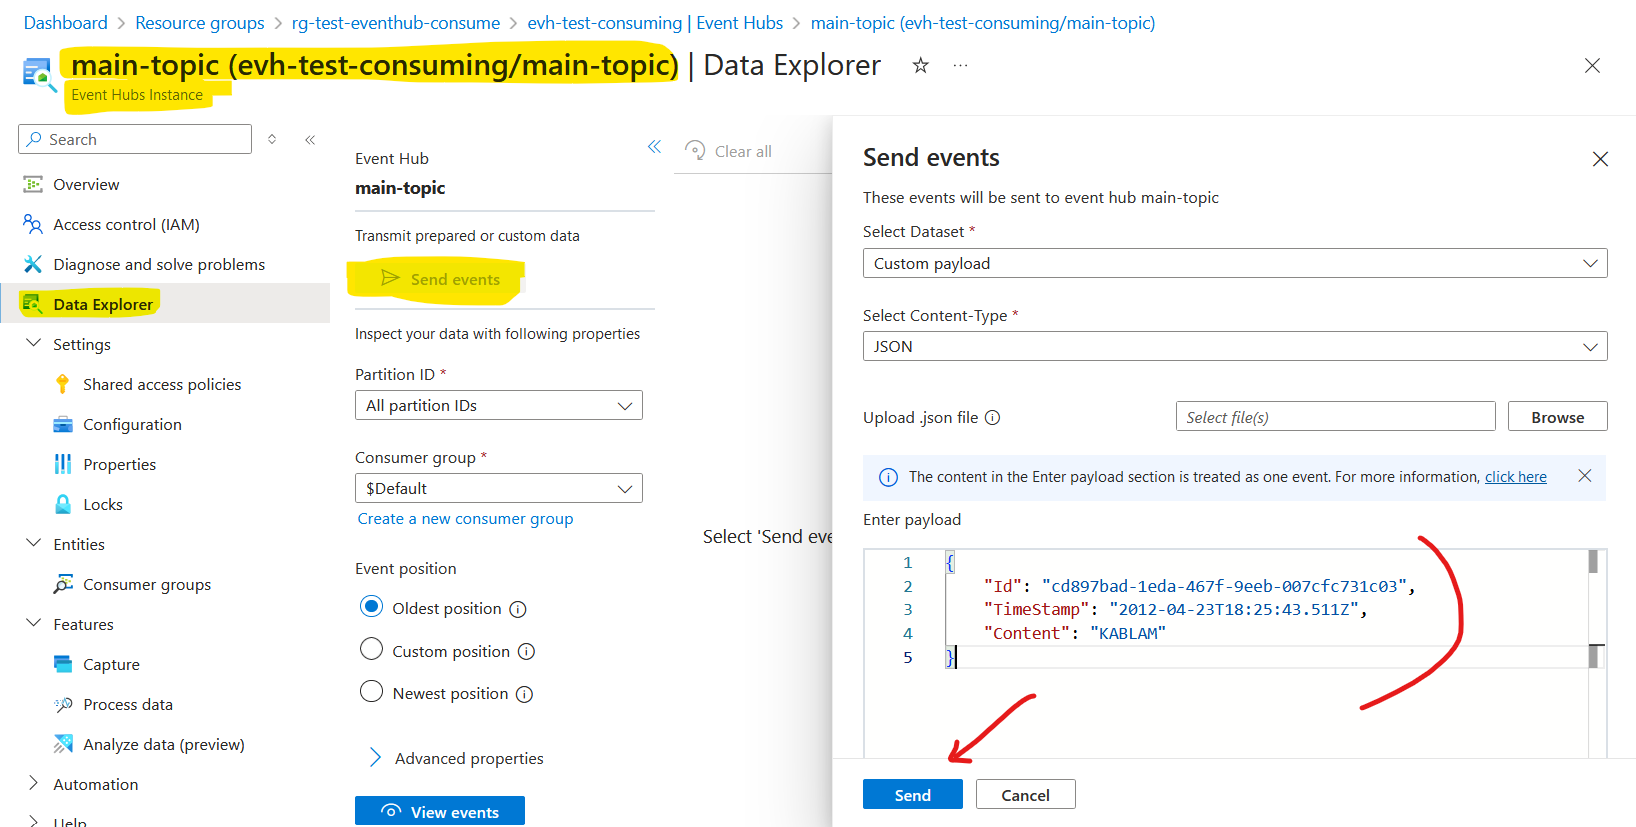 Dashboard > Resource groups > rg-test-eventhub-consume > evh-test-consuming | Event Hubs > main-topic (evh-test-consuming/main-topic)
main-topic (evh-test-consuming/main-topic) | Data Explorer
Event Hubs Instance
Search
Overview
Access control (IAM)
Diagnose and solve problems
Data Explorer
Settings
Shared access policies
Configuration
Properties
Locks
Entities
Consumer groups
Features
Capture
Process data
Analyze data (preview)
Automation
Help
Event Hub
main-topic
Transmit prepared or custom data
Send events
Inspect your data with following properties
Partition ID *
All partition IDs
Consumer group *
$Default
Create a new consumer group
Event position
Oldest position
Custom position
Newest position
Advanced properties
View events
Clear all
Select 'Send eve
Send events
These events will be sent to event hub main-topic
Select Dataset *
Custom payload
Select Content-Type *
JSON
Upload .json file
Select file(s)
Browse
The content in the Enter payload section is treated as one event. For more information, click here
Enter payload
1 {
2 "Id": "cd897bad-1eda-467f-9eeb-007cfc731c03",
3 "TimeStamp": "2012-04-23T18:25:43.511Z",
4 "Content": "KABLAM"
5 }
Send
Cancel